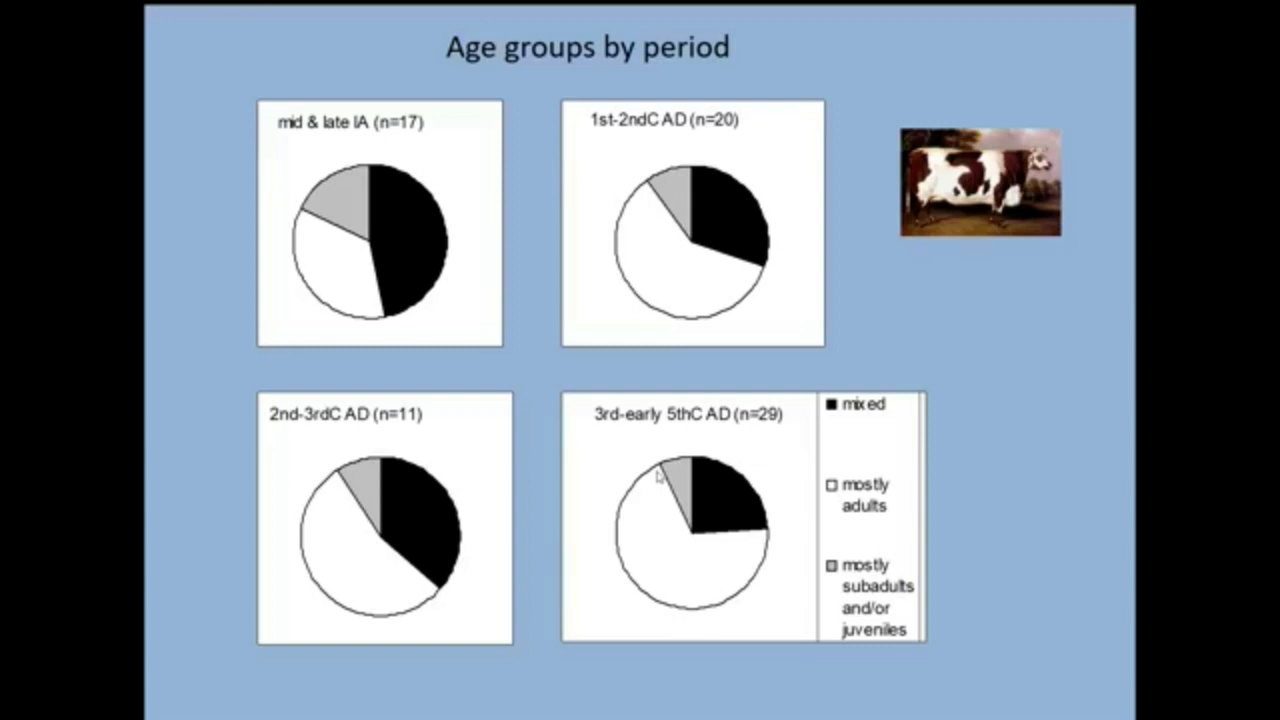 Age groups by period
mid & late IA (n=17)
1st-2ndC AD (n=20)
2nd-3rdC AD (n=11)
3rd-early 5thC AD (n=29)
mixed
mostly
adults
mostly
subadults
and/or
juveniles